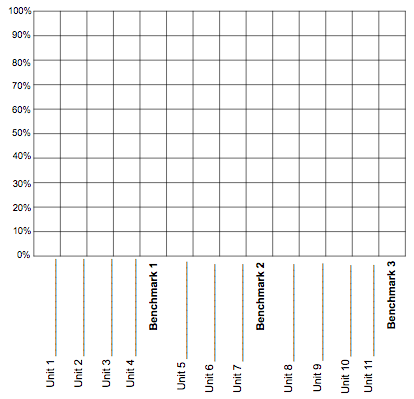 100%
90%
80%
70%
60%
50%
40%
30%
20%
10%
0%
Unit 1
Unit 2
Unit 3
Unit 4
Benchmark 1
Unit 5
Unit 6
Unit 7
Benchmark 2
Unit 8
Unit 9
Unit 10
Unit 11
Benchmark 3